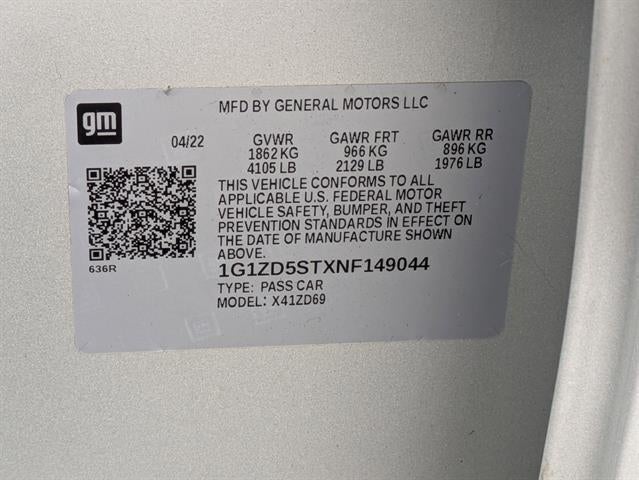 gm
MFD BY GENERAL MOTORS LLC
04/22 GVWR GAWR FRT GAWR RR
1862 KG 966 KG 896 KG
4105 LB 2129 LB 1976 LB
THIS VEHICLE CONFORMS TO ALL
APPLICABLE U.S. FEDERAL MOTOR
VEHICLE SAFETY, BUMPER, AND THEFT
PREVENTION STANDARDS IN EFFECT ON
THE DATE OF MANUFACTURE SHOWN
ABOVE.
636R
1G1ZD5STXNF149044
TYPE: PASS CAR
MODEL: X41ZD69